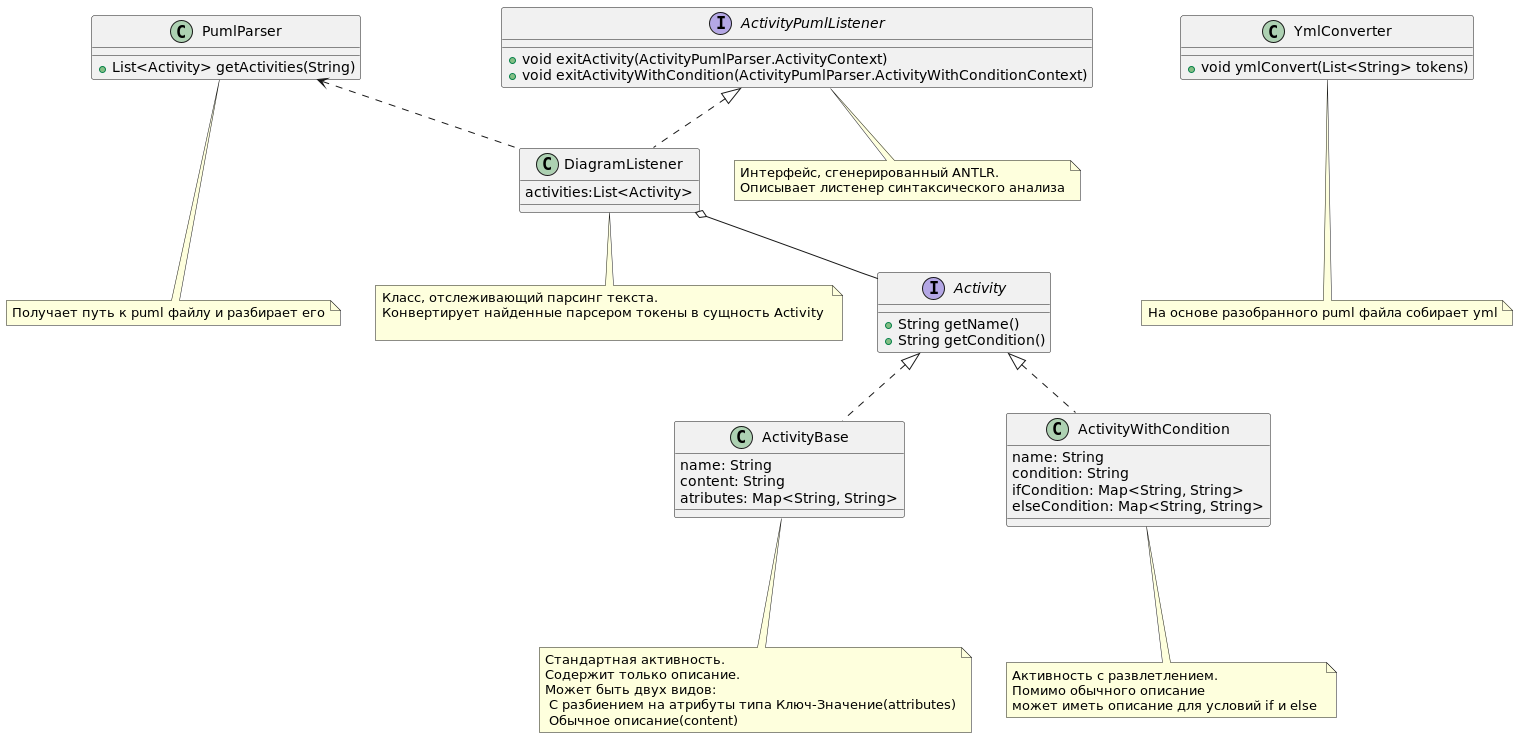 C PumlParser
List<Activity> getActivities(String)
I ActivityPumlListener
void exitActivity(ActivityPumlParser.ActivityContext)
void exitActivityWithCondition(ActivityPumlParser.ActivityWithConditionContext)
C YmlConverter
void ymlConvert(List<String> tokens)
C DiagramListener
activities:List<Activity>
Интерфейс, сгенерированный ANTLR.
Описывает листенер синтаксического анализа
Получает путь к puml файлу и разбирает его
Класс, отслеживающий парсинг текста.
Конвертирует найденные парсером токены в сущность Activity
I Activity
String getName()
String getCondition()
На основе разобранного puml файла собирает yml
C ActivityBase
name: String
content: String
atributes: Map<String, String>
C ActivityWithCondition
name: String
condition: String
ifCondition: Map<String, String>
elseCondition: Map<String, String>
Стандартная активность.
Содержит только описание.
Может быть двух видов:
С разбиением на атрибуты типа Ключ-Значение(attributes)
Обычное описание(content)
Активность с развлетлением.
Помимо обычного описание
может иметь описание для условий if и else